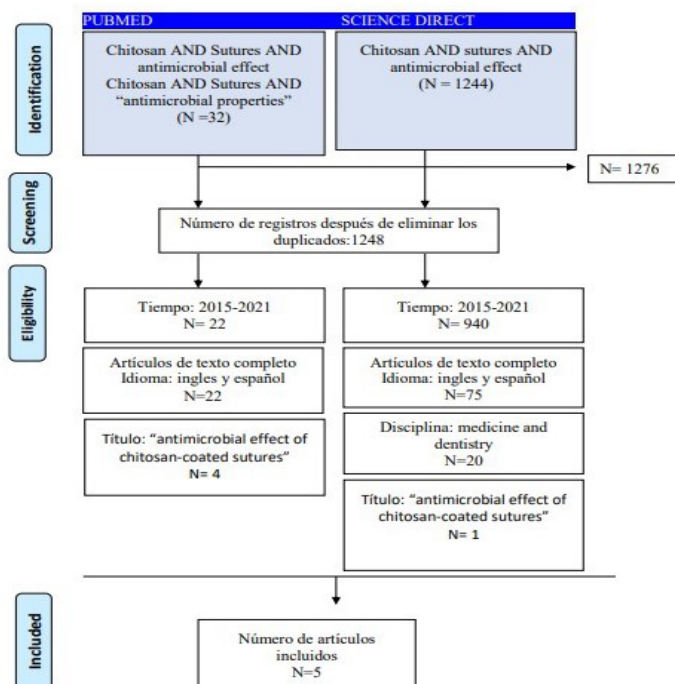 PUBMED
SCIENCE DIRECT
Identification
Chitosan AND Sutures AND
antimicrobial effect
Chitosan AND Sutures AND
“antimicrobial properties”
(N =32)
Chitosan AND sutures AND
antimicrobial effect
(N = 1244)
N= 1276
Screening
Número de registros después de eliminar los
duplicados:1248
Eligibility
Tiempo: 2015-2021
N= 22
Artículos de texto completo
Idioma: ingles y español
N=22
Título: “antimicrobial effect of
chitosan-coated sutures”
N= 4
Tiempo: 2015-2021
N= 940
Artículos de texto completo
Idioma: ingles y español
N=75
Disciplina: medicine and
dentistry
N=20
Título: “antimicrobial effect of
chitosan-coated sutures”
N= 1
Included
Número de artículos
incluidos
N=5